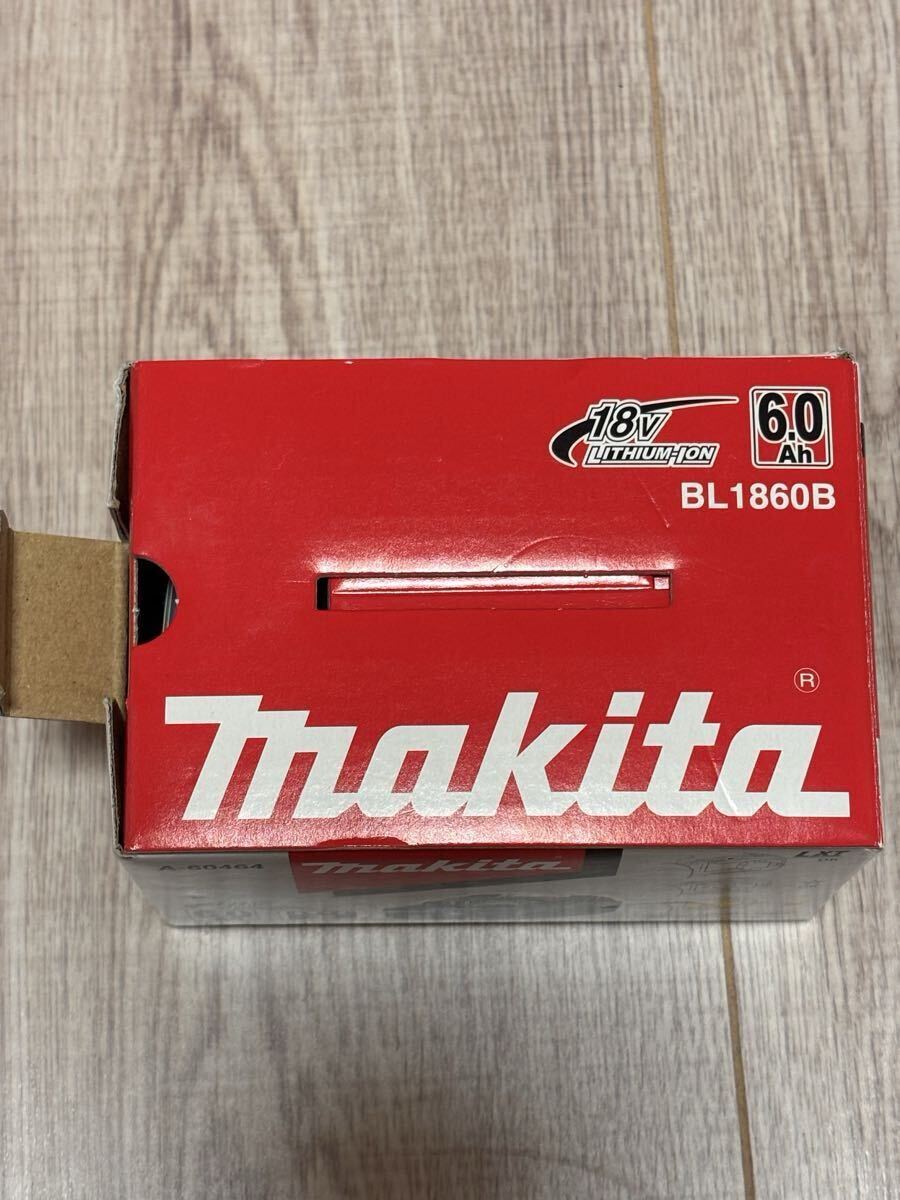 18V
LITHIUM-ION
6.0
Ah
BL1860B
makita
®
A-60464
makita
LXT